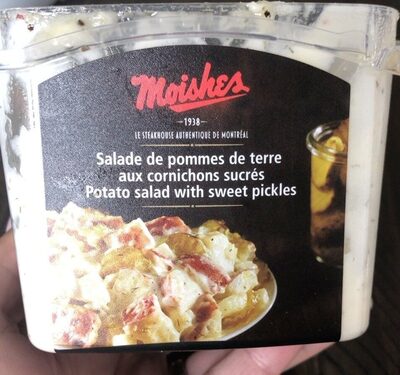 Moishes
1938
LE STEAKHOUSE AUTHENTIQUE DE MONTRÉAL
Salade de pommes de terre
aux cornichons sucrés
Potato salad with sweet pickles